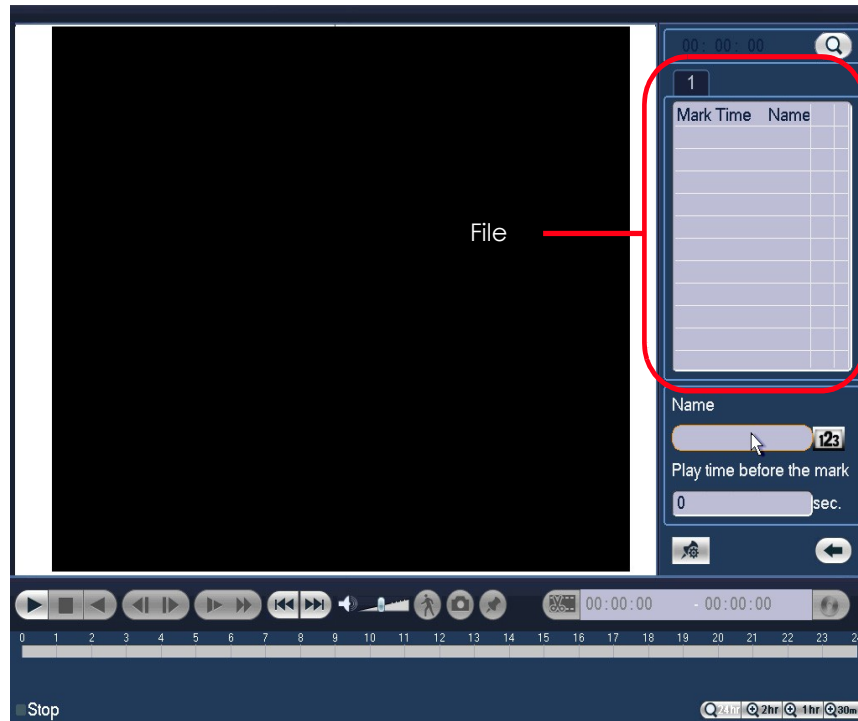 00: 00: 00
1
Mark Time Name
File
Name
123
Play time before the mark
0 sec.
00:00:00 - 00:00:00
0 1 2 3 4 5 6 7 8 9 10 11 12 13 14 15 16 17 18 19 20 21 22 23 24
Stop
24hr 2hr 1hr 30m